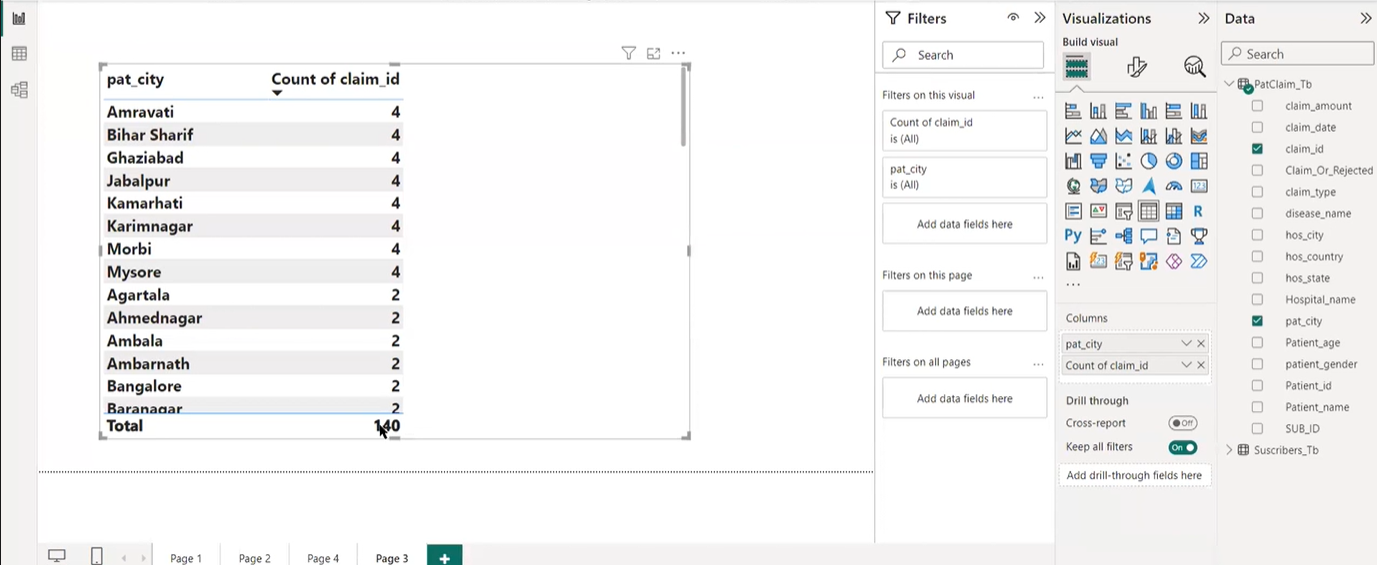 pat_city Count of claim_id
Amravati 4
Bihar Sharif 4
Ghaziabad 4
Jabalpur 4
Kamarhati 4
Karimnagar 4
Morbi 4
Mysore 4
Agartala 2
Ahmednagar 2
Ambala 2
Ambarnath 2
Bangalore 2
Baranagar 2
Total 140
Page 1
Page 2
Page 4
Page 3
+
Filters
Search
Filters on this visual
Count of claim_id
is (All)
pat_city
is (All)
Add data fields here
Filters on this page
Add data fields here
Filters on all pages
Add data fields here
Visualizations
Build visual
123
R
Py
Columns
pat_city
Count of claim_id
Drill through
Cross-report Off
Keep all filters On
Add drill-through fields here
Data
Search
PatClaim_Tb
claim_amount
claim_date
claim_id
Claim_Or_Rejected
claim_type
disease_name
hos_city
hos_country
hos_state
Hospital_name
pat_city
Patient_age
patient_gender
Patient_id
Patient_name
SUB_ID
Suscribers_Tb